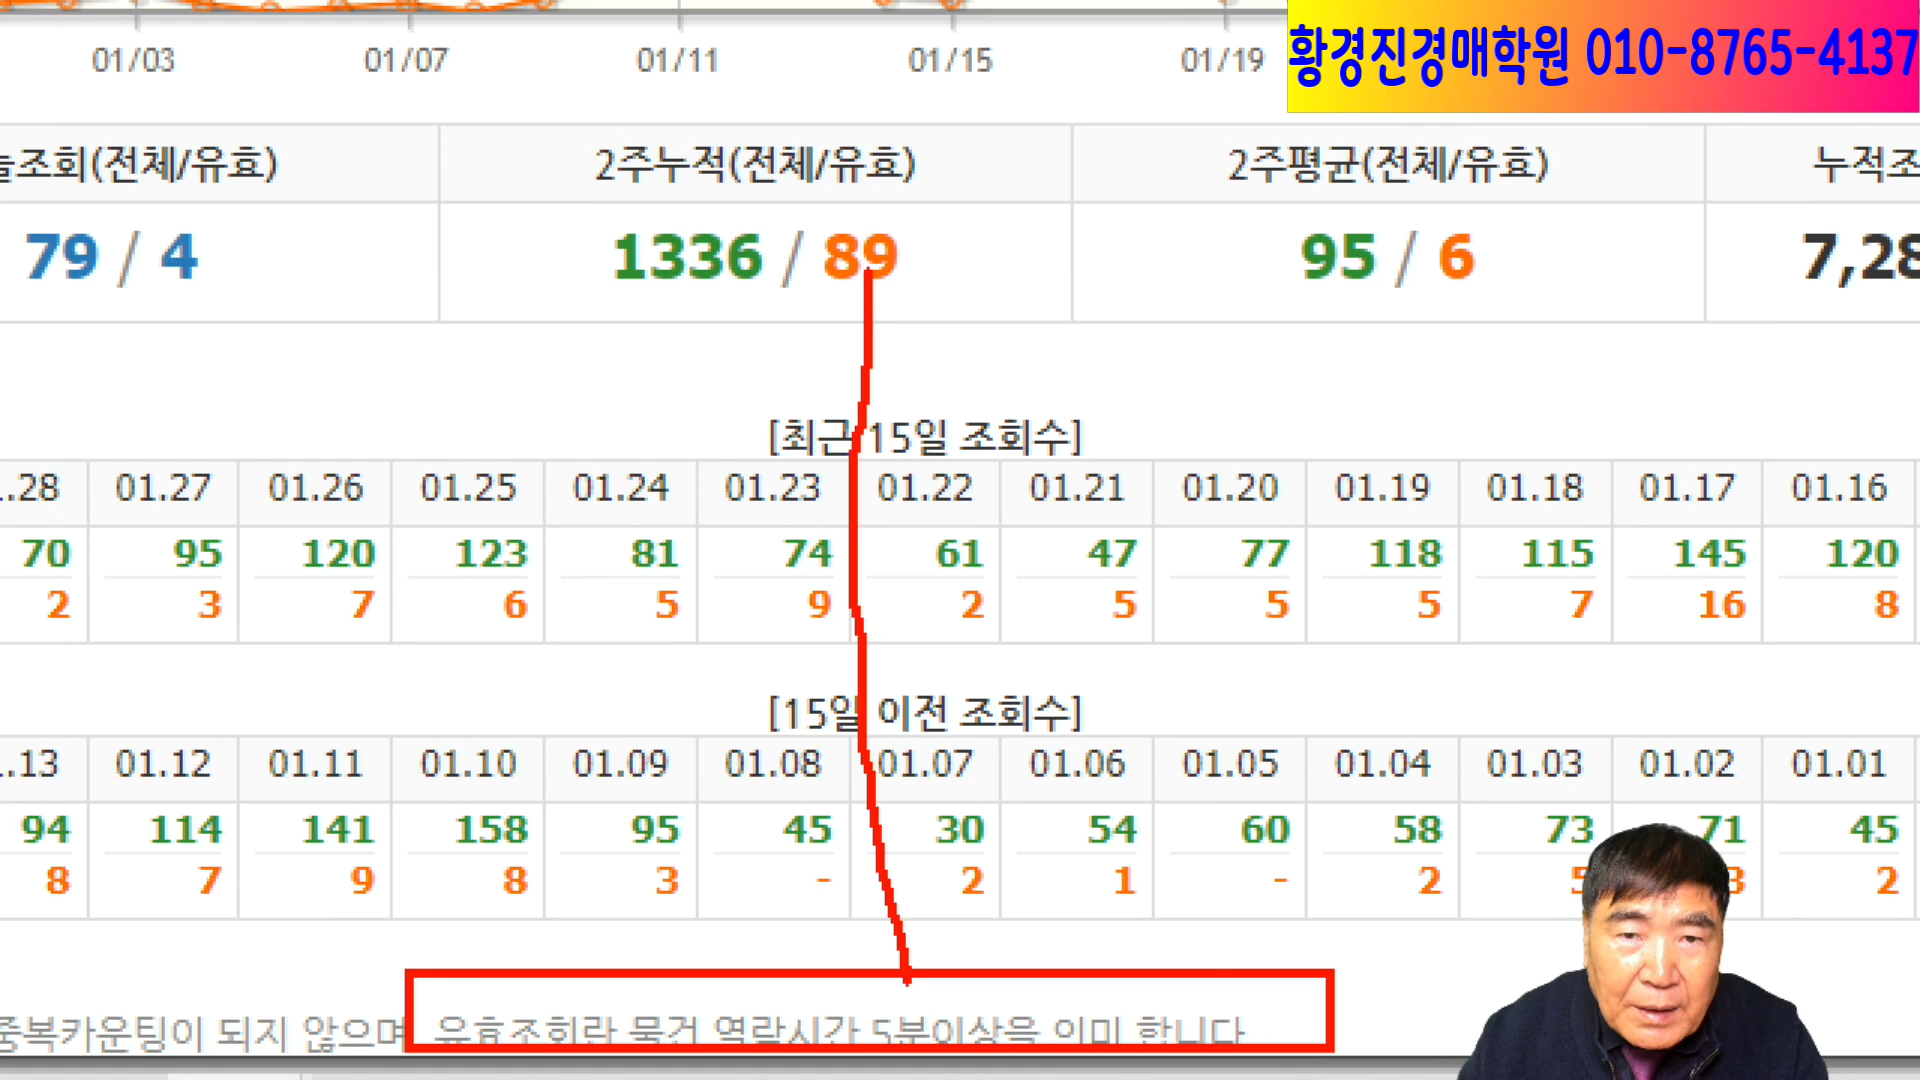 01/03 01/07 01/11 01/15 01/19
황경진경매학원 010-8765-4137
조회(전체/유효) 2주누적(전체/유효) 2주평균(전체/유효) 누적조
79 / 4 1336 / 89 95 / 6 7,28
[최근 15일 조회수]
.28 01.27 01.26 01.25 01.24 01.23 01.22 01.21 01.20 01.19 01.18 01.17 01.16
70 95 120 123 81 74 61 47 77 118 115 145 120
2 3 7 6 5 9 2 5 5 5 7 16 8
[15일 이전 조회수]
.13 01.12 01.11 01.10 01.09 01.08 01.07 01.06 01.05 01.04 01.03 01.02 01.01
94 114 141 158 95 45 30 54 60 58 73 71 45
8 7 9 8 3 - 2 1 - 2 5 3 2
중복카운팅이 되지 않으며 유효조회란 물건 열람시간 5분이상을 의미 합니다